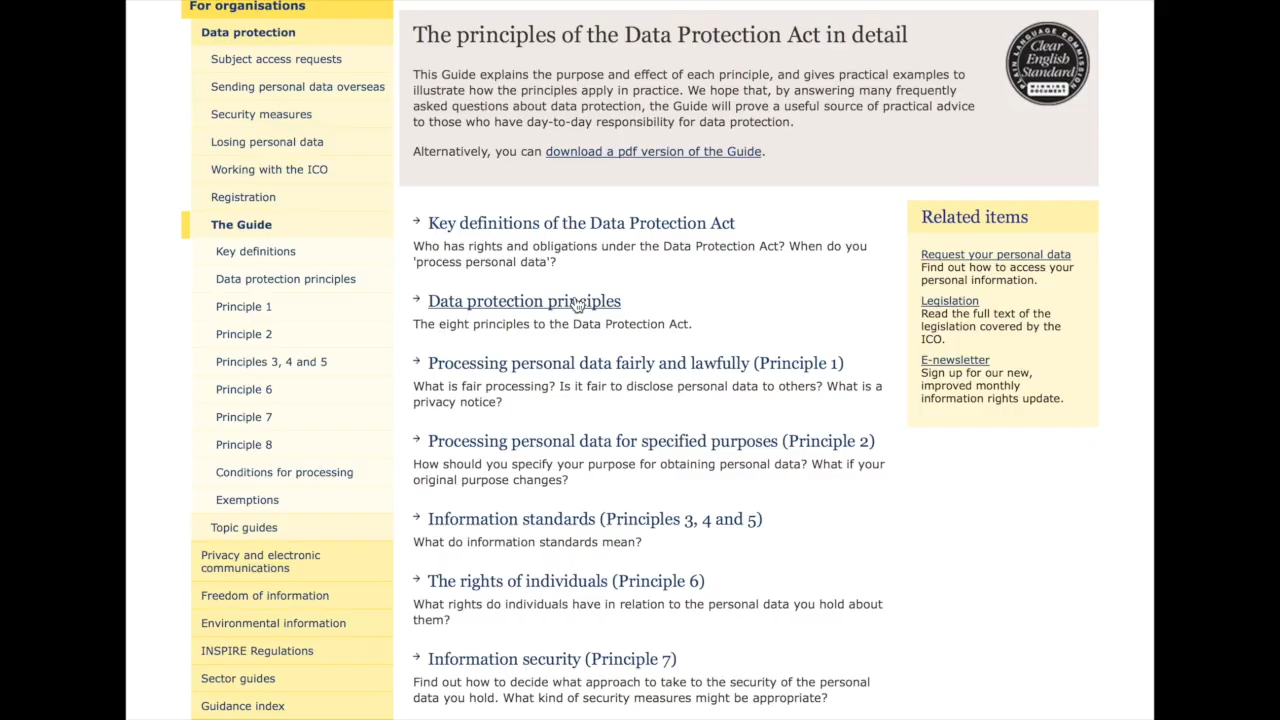 For organisations
Data protection
Subject access requests
Sending personal data overseas
Security measures
Losing personal data
Working with the ICO
Registration
The Guide
Key definitions
Data protection principles
Principle 1
Principle 2
Principles 3, 4 and 5
Principle 6
Principle 7
Principle 8
Conditions for processing
Exemptions
Topic guides
Privacy and electronic
communications
Freedom of information
Environmental information
INSPIRE Regulations
Sector guides
Guidance index
The principles of the Data Protection Act in detail
This Guide explains the purpose and effect of each principle, and gives practical examples to
illustrate how the principles apply in practice. We hope that, by answering many frequently
asked questions about data protection, the Guide will prove a useful source of practical advice
to those who have day-to-day responsibility for data protection.
Alternatively, you can download a pdf version of the Guide.
PLAIN LANGUAGE COMMISSION
Clear
English
Standard
Key definitions of the Data Protection Act
Who has rights and obligations under the Data Protection Act? When do you
'process personal data'?
Data protection principles
The eight principles to the Data Protection Act.
Processing personal data fairly and lawfully (Principle 1)
What is fair processing? Is it fair to disclose personal data to others? What is a
privacy notice?
Processing personal data for specified purposes (Principle 2)
How should you specify your purpose for obtaining personal data? What if your
original purpose changes?
Information standards (Principles 3, 4 and 5)
What do information standards mean?
The rights of individuals (Principle 6)
What rights do individuals have in relation to the personal data you hold about
them?
Information security (Principle 7)
Find out how to decide what approach to take to the security of the personal
data you hold. What kind of security measures might be appropriate?
Related items
Request your personal data
Find out how to access your
personal information.
Legislation
Read the full text of the
legislation covered by the
ICO.
E-newsletter
Sign up for our new,
improved monthly
information rights update.